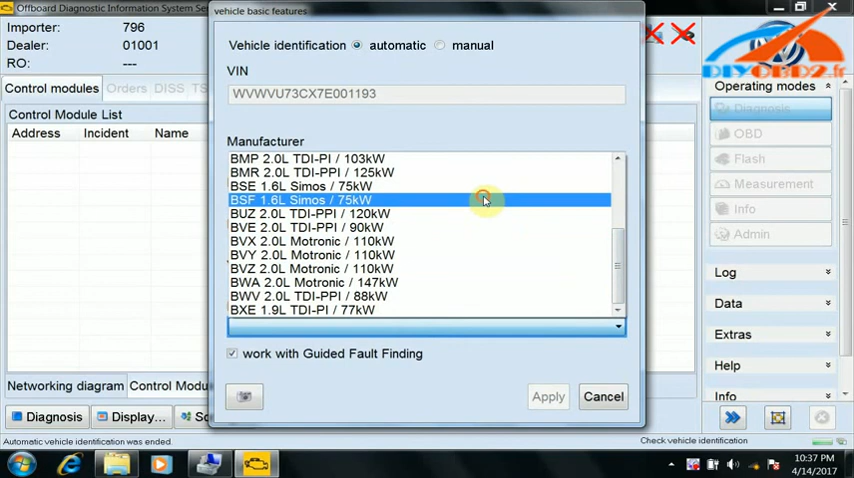 Offboard Diagnostic Information System Ser
vehicle basic features
Importer: 796
Dealer: 01001
RO: ---
DIYOBD2.fr
Control modules Orders DISS TS
Control Module List
Address Incident Name
Vehicle identification automatic manual
VIN
WVWVU73CX7E001193
Manufacturer
BMP 2.0L TDI-PI / 103kW
BMR 2.0L TDI-PPI / 125kW
BSE 1.6L Simos / 75kW
BSF 1.6L Simos / 75kW
BUZ 2.0L TDI-PPI / 120kW
BVE 2.0L TDI-PPI / 90kW
BVX 2.0L Motronic / 110kW
BVY 2.0L Motronic / 110kW
BVZ 2.0L Motronic / 110kW
BWA 2.0L Motronic / 147kW
BWV 2.0L TDI-PPI / 88kW
BXE 1.9L TDI-PI / 77kW
work with Guided Fault Finding
Apply Cancel
Operating modes
Diagnosis
OBD
Flash
Measurement
Info
Admin
Log
Data
Extras
Help
Info
Networking diagram Control Modu
Diagnosis Display... Sc
Automatic vehicle identification was ended.
Check vehicle identification
10:37 PM
4/14/2017